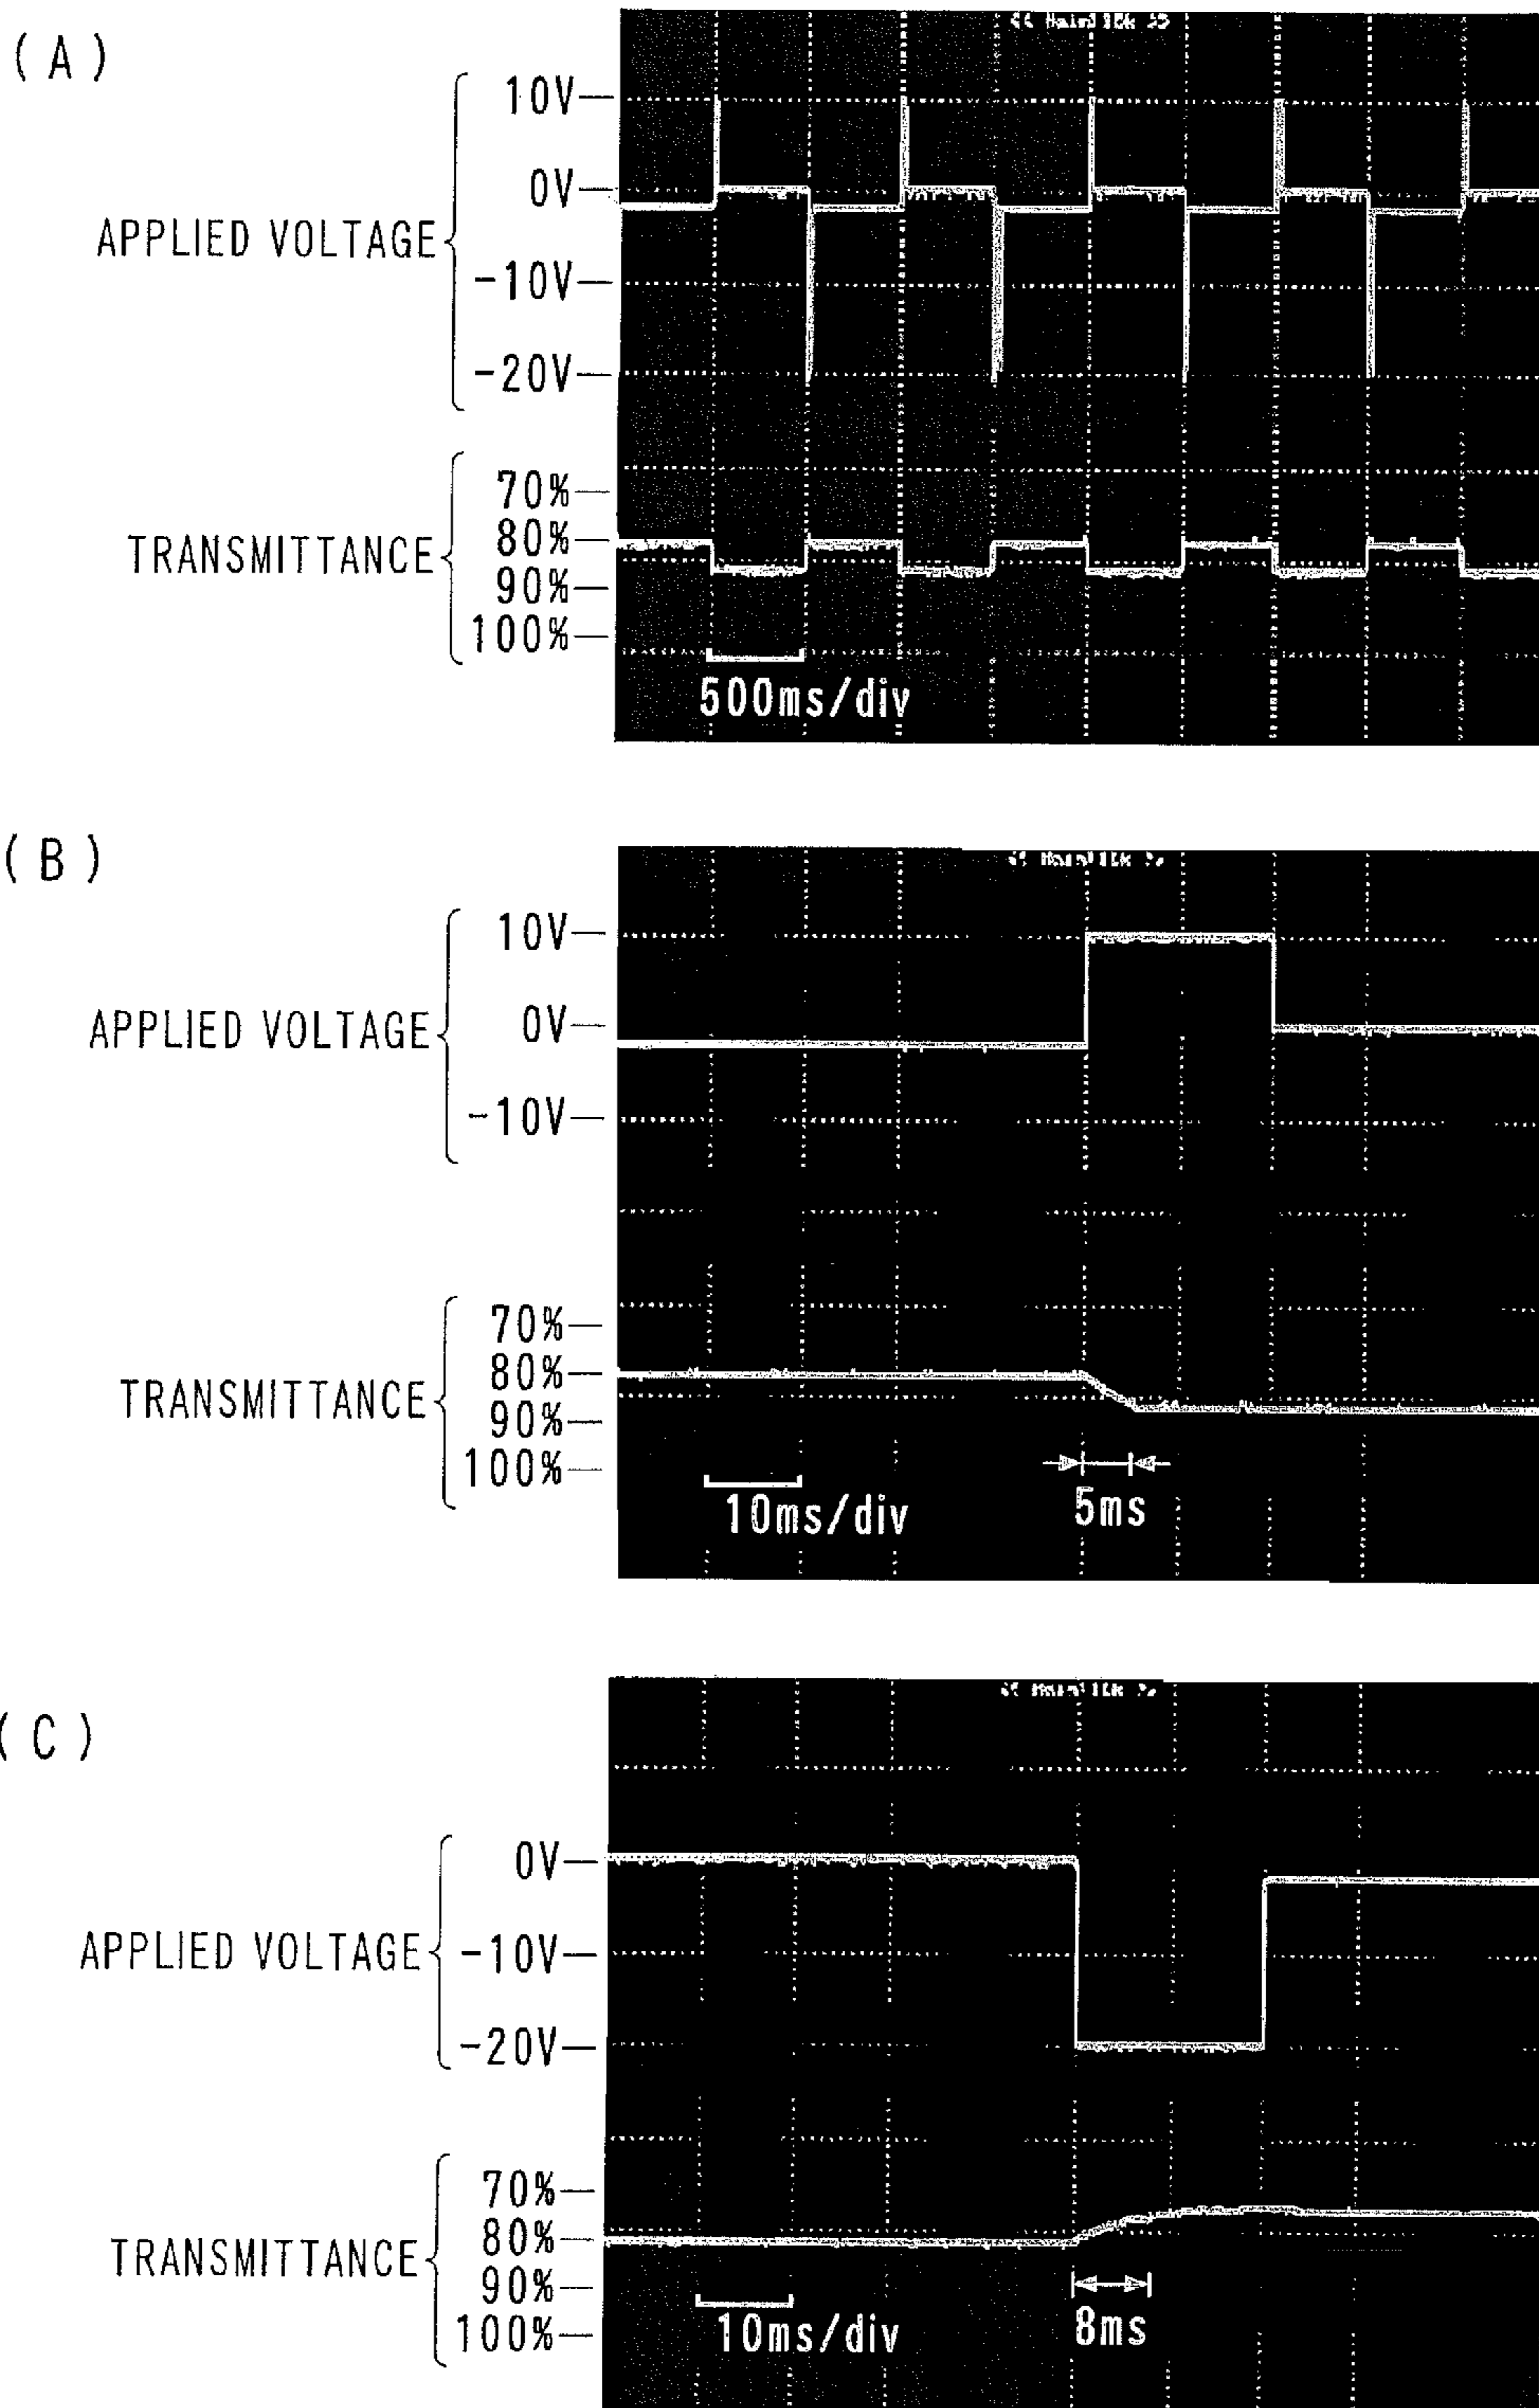 (A)
10V
0V
APPLIED VOLTAGE
-10V
-20V
70%
80%
TRANSMITTANCE
90%
100%
500ms/div
(B)
10V
0V
APPLIED VOLTAGE
-10V
70%
80%
TRANSMITTANCE
90%
100%
10ms/div
5ms
(C)
0V
APPLIED VOLTAGE
-10V
-20V
70%
80%
TRANSMITTANCE
90%
100%
10ms/div
8ms